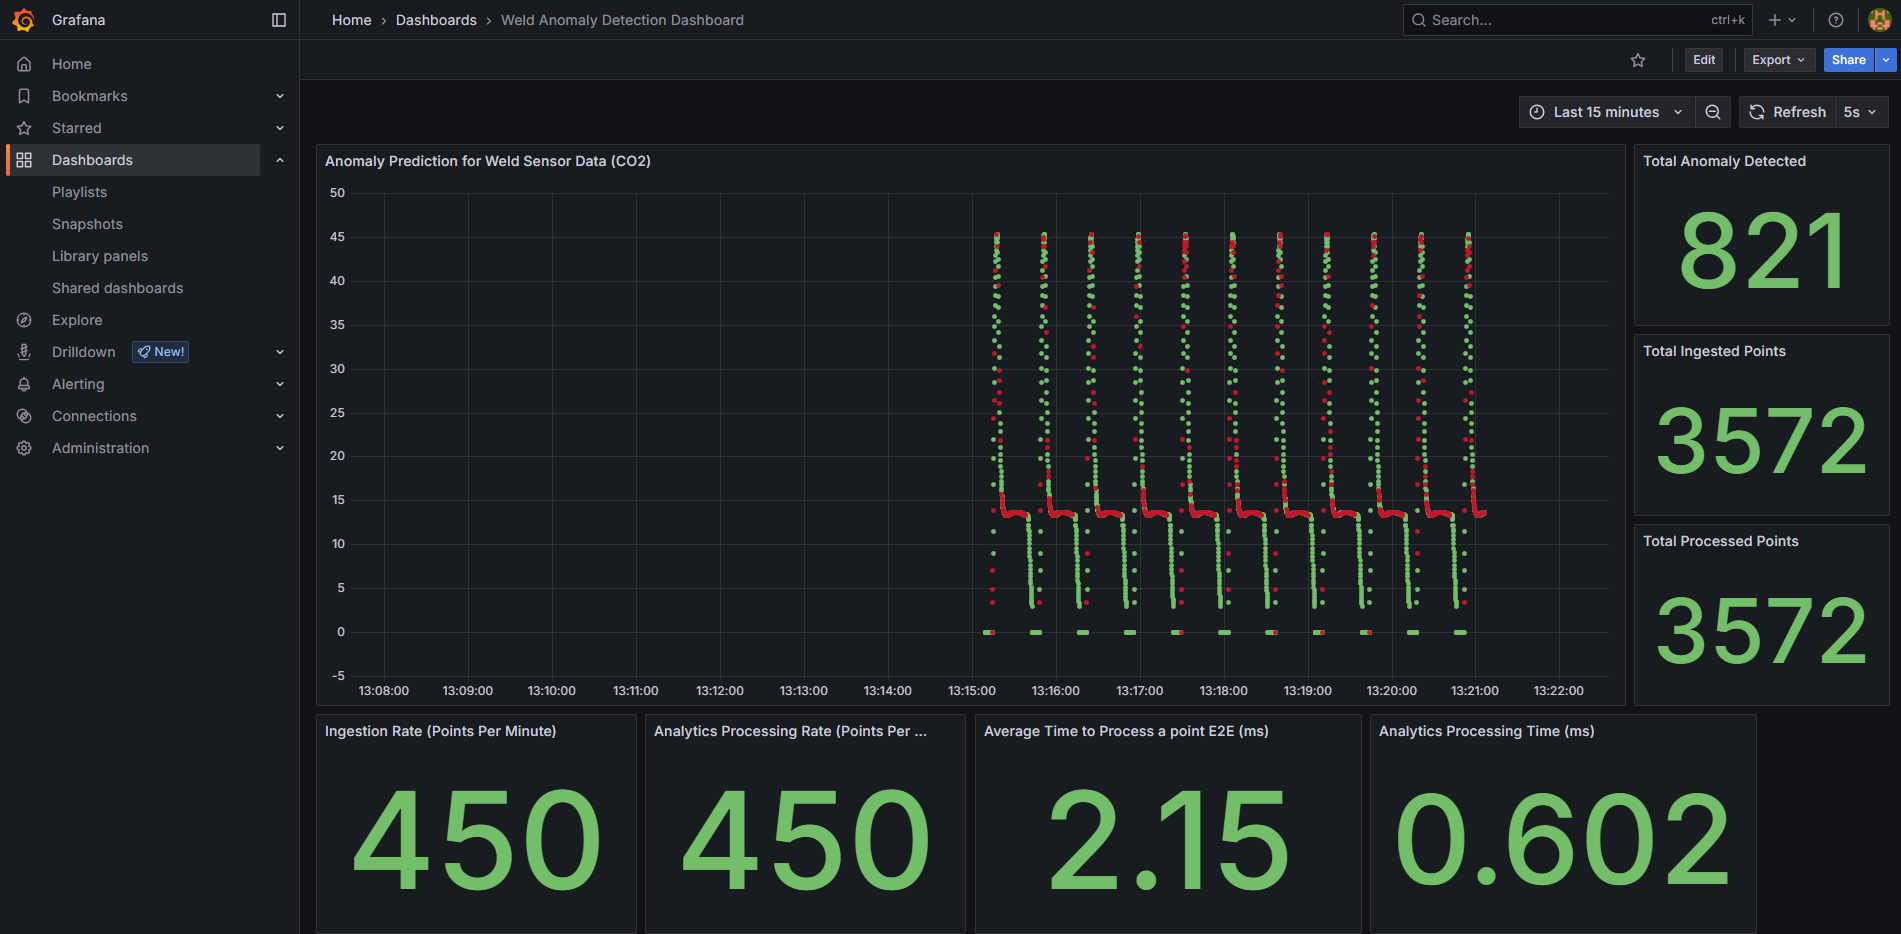 Grafana
Home › Dashboards › Weld Anomaly Detection Dashboard
Search... ctrl+k
Edit Export Share
Home
Bookmarks
Starred
Dashboards
Playlists
Snapshots
Library panels
Shared dashboards
Explore
Drilldown New!
Alerting
Connections
Administration
Last 15 minutes Refresh 5s
Anomaly Prediction for Weld Sensor Data (CO2)
50
45
40
35
30
25
20
15
10
5
0
-5
13:08:00 13:09:00 13:10:00 13:11:00 13:12:00 13:13:00 13:14:00 13:15:00 13:16:00 13:17:00 13:18:00 13:19:00 13:20:00 13:21:00 13:22:00
Total Anomaly Detected
821
Total Ingested Points
3572
Total Processed Points
3572
Ingestion Rate (Points Per Minute)
450
Analytics Processing Rate (Points Per ...
450
Average Time to Process a point E2E (ms)
2.15
Analytics Processing Time (ms)
0.602